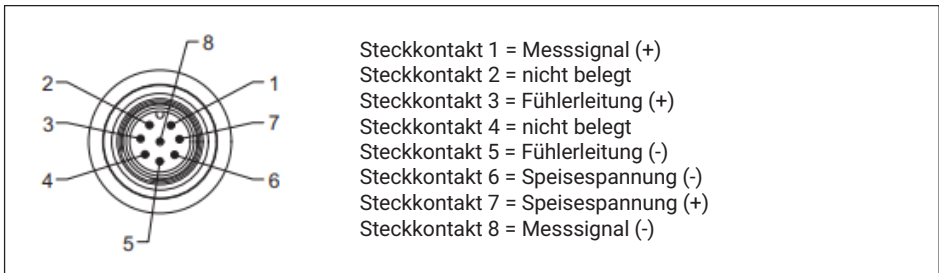 8
2
1
3
7
4
6
5
Steckkontakt 1 = Messsignal (+)
Steckkontakt 2 = nicht belegt
Steckkontakt 3 = Fühlerleitung (+)
Steckkontakt 4 = nicht belegt
Steckkontakt 5 = Fühlerleitung (-)
Steckkontakt 6 = Speisespannung (-)
Steckkontakt 7 = Speisespannung (+)
Steckkontakt 8 = Messsignal (-)